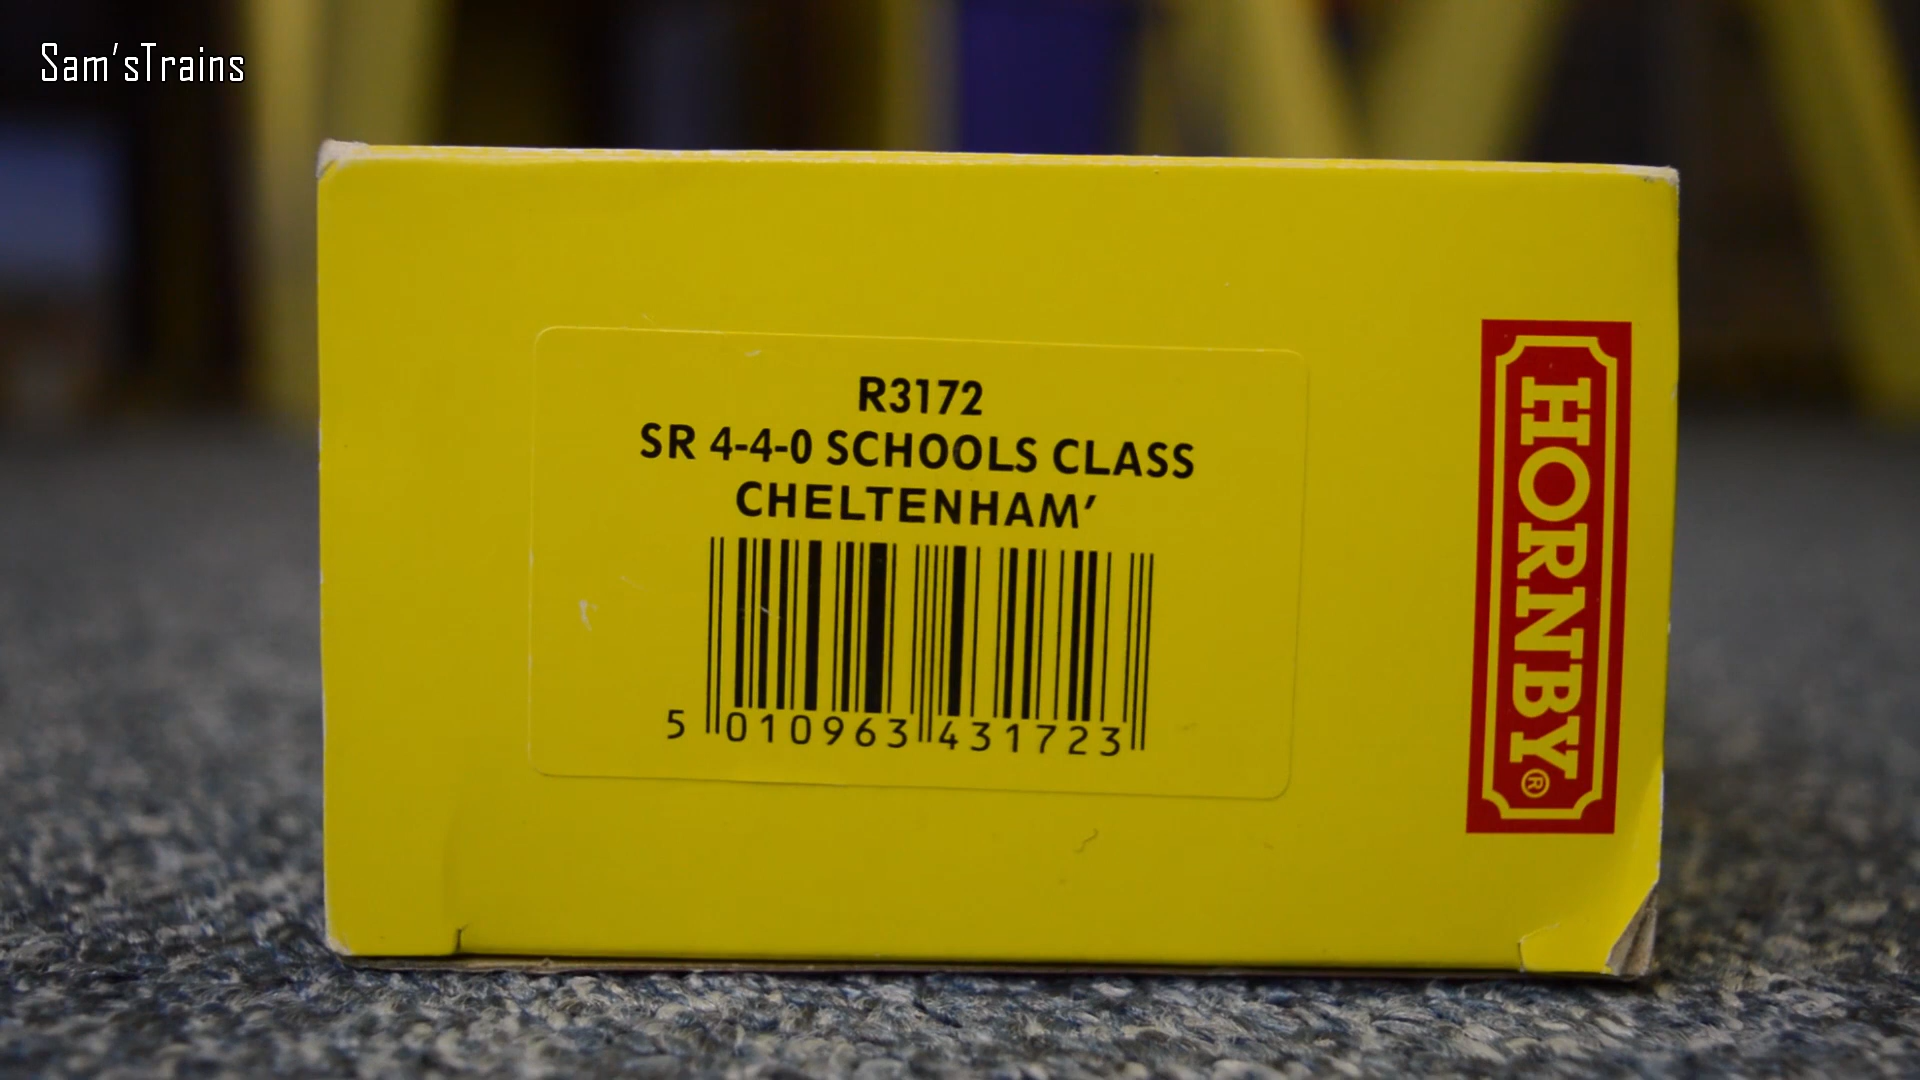 Sam'sTrains
R3172
SR 4-4-0 SCHOOLS CLASS
CHELTENHAM'
5 010963 431723
HORNBY®